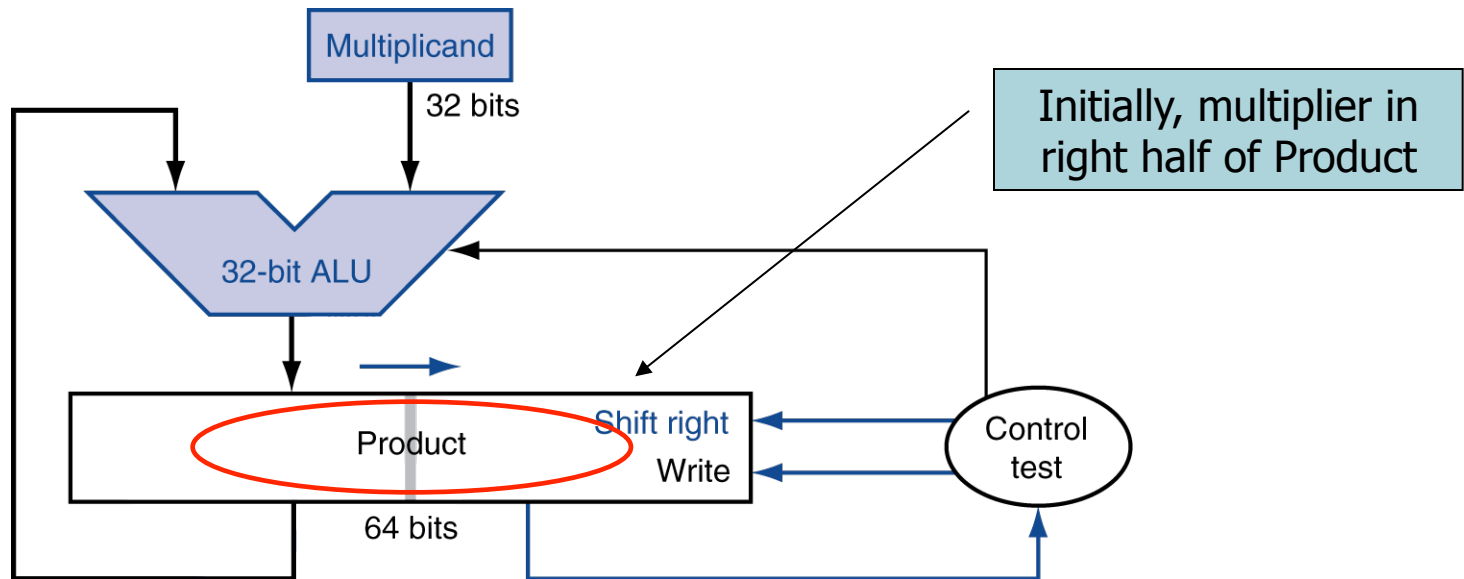 Multiplicand
32 bits
Initially, multiplier in
right half of Product
32-bit ALU
Shift right
Product
Write
Control
test
64 bits